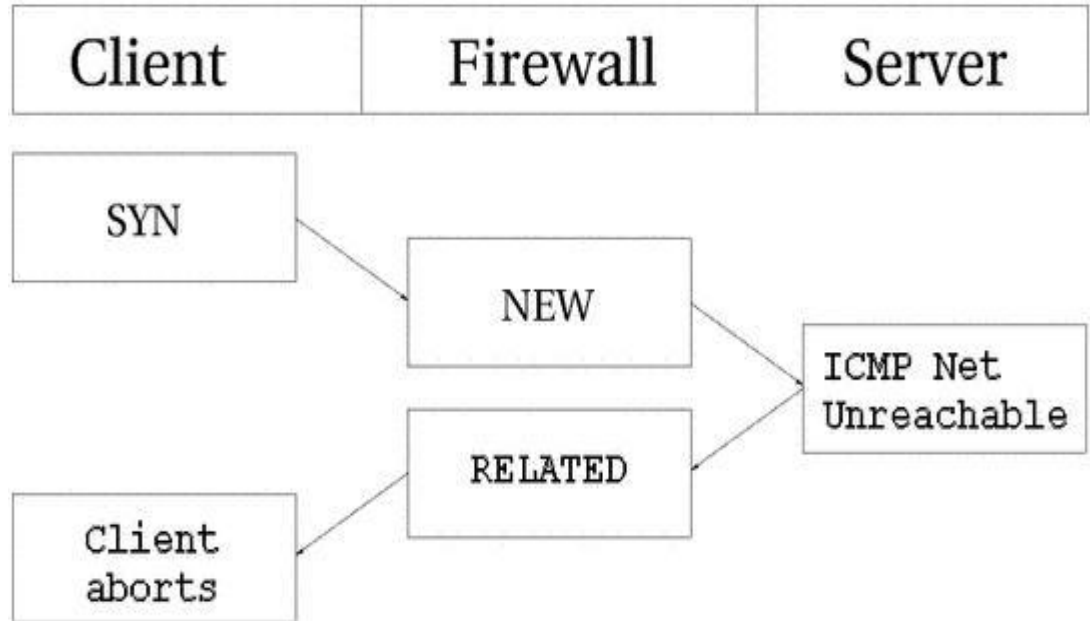 Client
Firewall
Server
SYN
NEW
ICMP Net
Unreachable
RELATED
Client
aborts